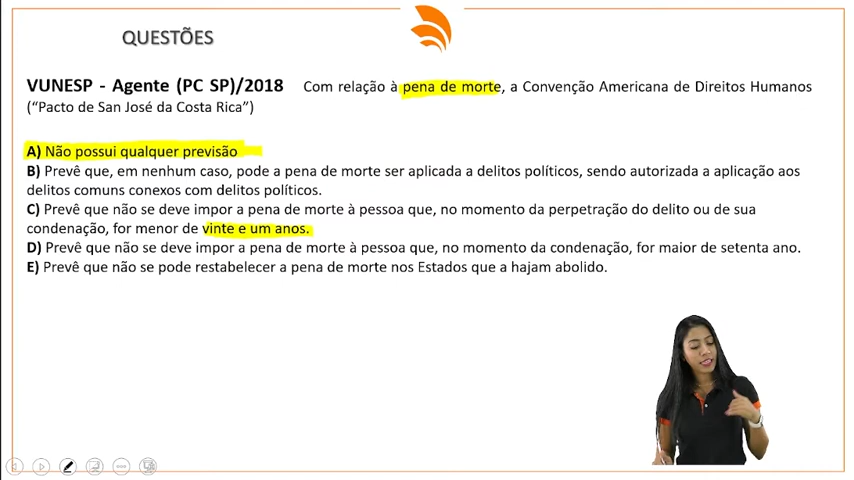 QUESTÕES
VUNESP - Agente (PC SP)/2018 Com relação à pena de morte, a Convenção Americana de Direitos Humanos
("Pacto de San José da Costa Rica")
A) Não possui qualquer previsão
B) Prevê que, em nenhum caso, pode a pena de morte ser aplicada a delitos políticos, sendo autorizada a aplicação aos
delitos comuns conexos com delitos políticos.
C) Prevê que não se deve impor a pena de morte à pessoa que, no momento da perpetração do delito ou de sua
condenação, for menor de vinte e um anos.
D) Prevê que não se deve impor a pena de morte à pessoa que, no momento da condenação, for maior de setenta ano.
E) Prevê que não se pode restabelecer a pena de morte nos Estados que a hajam abolido.